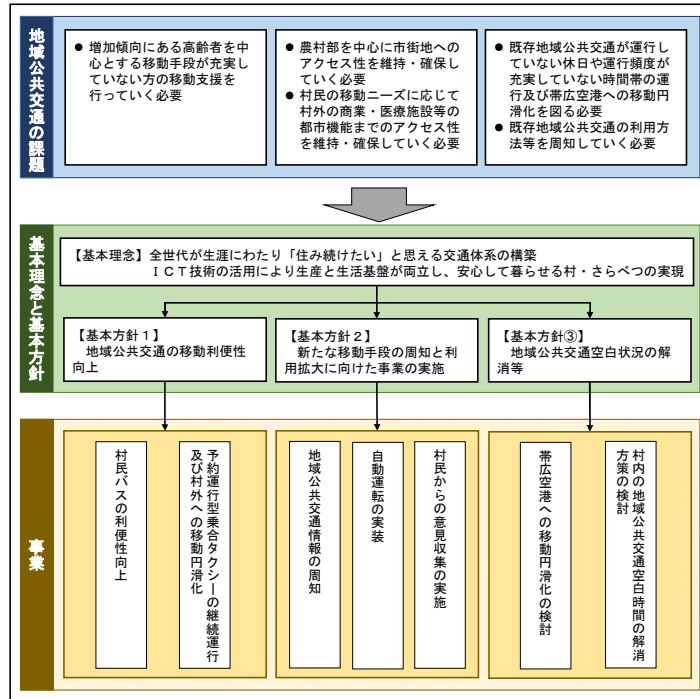 地域公共交通の課題
● 増加傾向にある高齢者を中
心とする移動手段が充実し
ていない方の移動支援を
行っていく必要
● 農村部を中心に市街地への
アクセス性を維持・確保し
ていく必要
● 村民の移動ニーズに応じて
村外の商業・医療施設等の
都市機能までのアクセス性
を維持・確保していく必要
● 既存地域公共交通が運行し
ていない休日や運行頻度が
充実していない時間帯の運
行及び帯広空港への移動円
滑化を図る必要
● 既存地域公共交通の利用方
法等を周知していく必要
基本理念と基本方針
【基本理念】全世代が生涯にわたり「住み続けたい」と思える交通体系の構築
ＩＣＴ技術の活用により生産と生活基盤が両立し、安心して暮らせる村・さらべつの実現
【基本方針１】
地域公共交通の移動利便性
向上
【基本方針２】
新たな移動手段の周知と利
用拡大に向けた事業の実施
【基本方針③】
地域公共交通空白状況の解
消等
事業
村民バスの利便性向上
予約運行型乗合タクシーの継続運行
及び村外への移動円滑化
地域公共交通情報の周知
自動運転の実装
村民からの意見収集の実施
帯広空港への移動円滑化の検討
村内の地域公共交通空白時間の解消
方策の検討